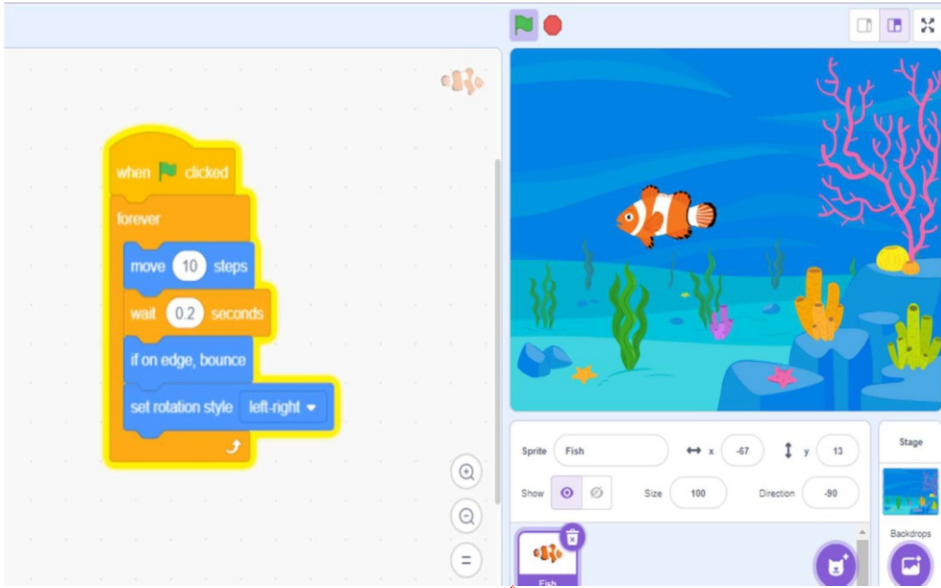 when clicked
forever
move 10 steps
wait 0.2 seconds
if on edge, bounce
set rotation style left-right
Sprite Fish x -67 y 13
Show Size 100 Direction -90
Fish
Stage
Backdrops